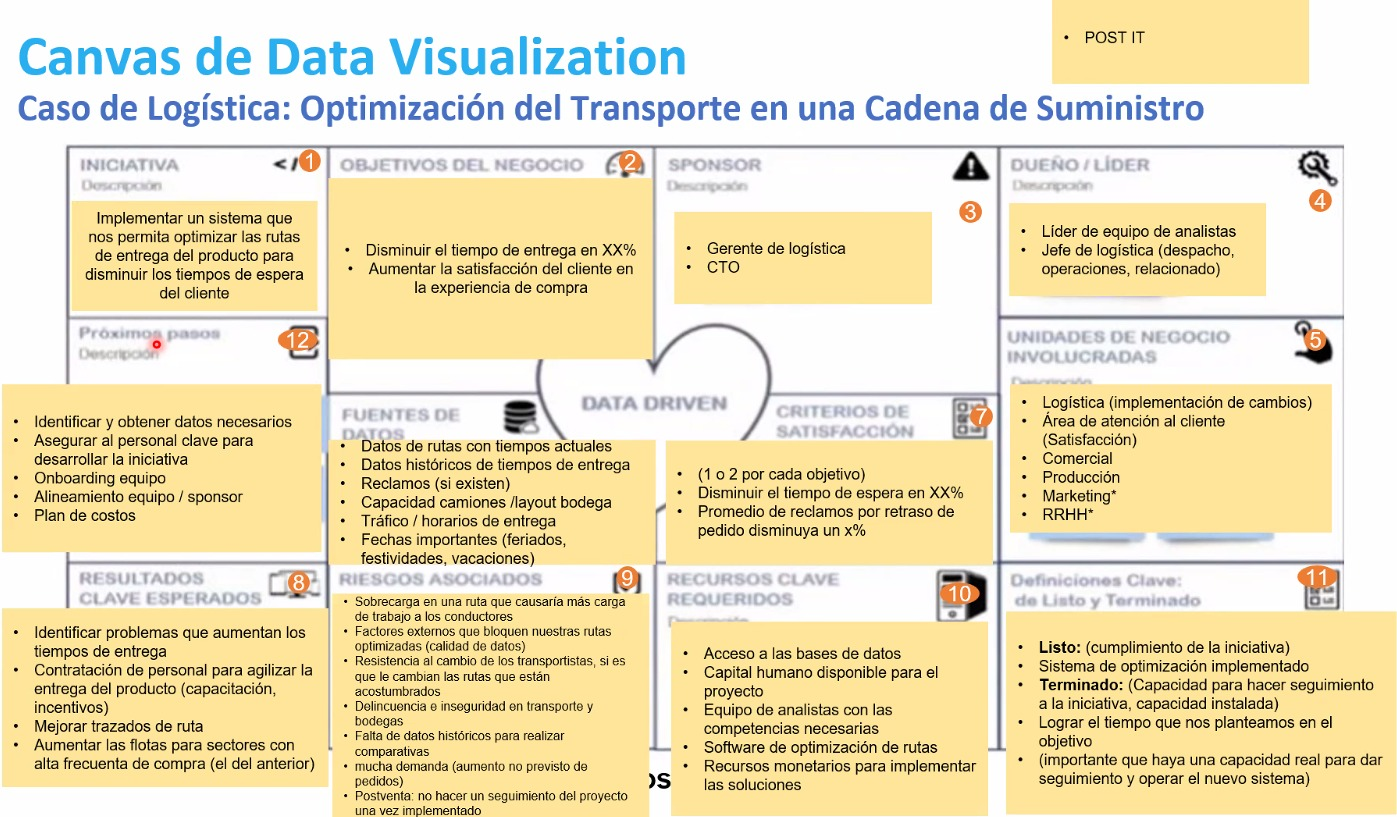 • POST IT
Canvas de Data Visualization
Caso de Logística: Optimización del Transporte en una Cadena de Suministro
INICIATIVA
</ 1
Descripción
Implementar un sistema que
nos permita optimizar las rutas
de entrega del producto para
disminuir los tiempos de espera
del cliente
OBJETIVOS DEL NEGOCIO
2
• Disminuir el tiempo de entrega en XX%
• Aumentar la satisfacción del cliente en
la experiencia de compra
SPONSOR
Descripción
3
• Gerente de logística
• CTO
DUEÑO / LÍDER
Descripción
4
• Líder de equipo de analistas
• Jefe de logística (despacho,
operaciones, relacionado)
Próximos pasos
Descripción
12
• Identificar y obtener datos necesarios
• Asegurar al personal clave para
desarrollar la iniciativa
• Onboarding equipo
• Alineamiento equipo / sponsor
• Plan de costos
DATA DRIVEN
FUENTES DE
DATOS
• Datos de rutas con tiempos actuales
• Datos históricos de tiempos de entrega
• Reclamos (si existen)
• Capacidad camiones /layout bodega
• Tráfico / horarios de entrega
• Fechas importantes (feriados,
festividades, vacaciones)
CRITERIOS DE
SATISFACCIÓN
7
• (1 o 2 por cada objetivo)
• Disminuir el tiempo de espera en XX%
• Promedio de reclamos por retraso de
pedido disminuya un x%
UNIDADES DE NEGOCIO
INVOLUCRADAS
5
Descripción
• Logística (implementación de cambios)
• Área de atención al cliente
(Satisfacción)
• Comercial
• Producción
• Marketing*
• RRHH*
RESULTADOS
CLAVE ESPERADOS
8
• Identificar problemas que aumentan los
tiempos de entrega
• Contratación de personal para agilizar la
entrega del producto (capacitación,
incentivos)
• Mejorar trazados de ruta
• Aumentar las flotas para sectores con
alta frecuencia de compra (el del anterior)
RIESGOS ASOCIADOS
9
• Sobrecarga en una ruta que causaría más carga
de trabajo a los conductores
• Factores externos que bloquen nuestras rutas
optimizadas (calidad de datos)
• Resistencia al cambio de los transportistas, si es
que le cambian las rutas que están
acostumbrados
• Delincuencia e inseguridad en transporte y
bodegas
• Falta de datos históricos para realizar
comparativas
• mucha demanda (aumento no previsto de
pedidos)
• Postventa: no hacer un seguimiento del proyecto
una vez implementado
os
RECURSOS CLAVE
REQUERIDOS
10
Descripción
• Acceso a las bases de datos
• Capital humano disponible para el
proyecto
• Equipo de analistas con las
competencias necesarias
• Software de optimización de rutas
• Recursos monetarios para implementar
las soluciones
Definiciones Clave:
de Listo y Terminado
11
• Listo: (cumplimiento de la iniciativa)
• Sistema de optimización implementado
• Terminado: (Capacidad para hacer seguimiento
a la iniciativa, capacidad instalada)
• Lograr el tiempo que nos planteamos en el
objetivo
• (importante que haya una capacidad real para dar
seguimiento y operar el nuevo sistema)